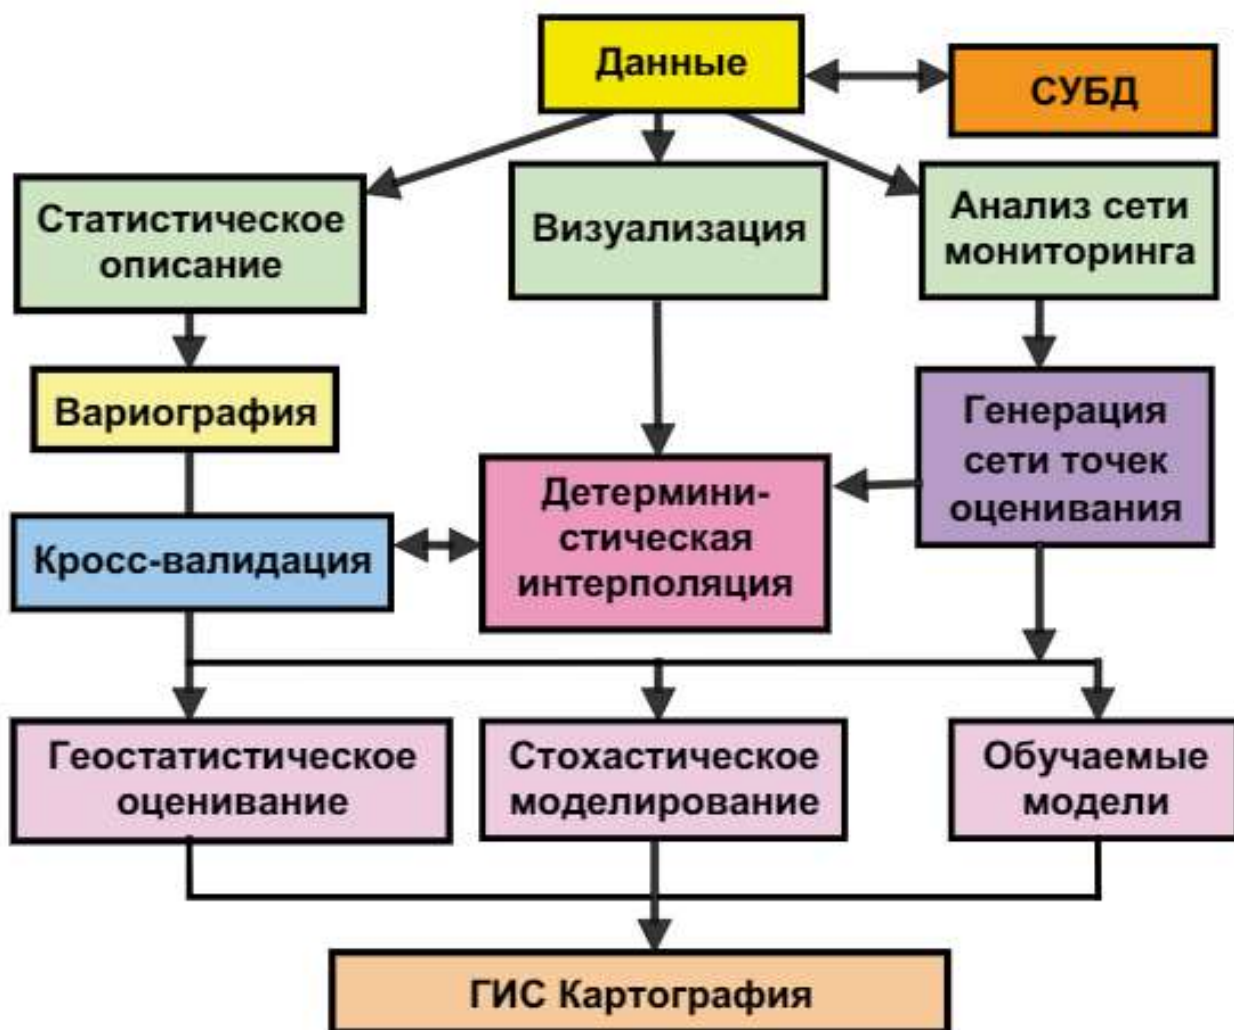 Данные
СУБД
Статистическое
описание
Визуализация
Анализ сети
мониторинга
Вариография
Генерация
сети точек
оценивания
Детермини-
стическая
интерполяция
Кросс-валидация
Геостатистическое
оценивание
Стохастическое
моделирование
Обучаемые
модели
ГИС Картография